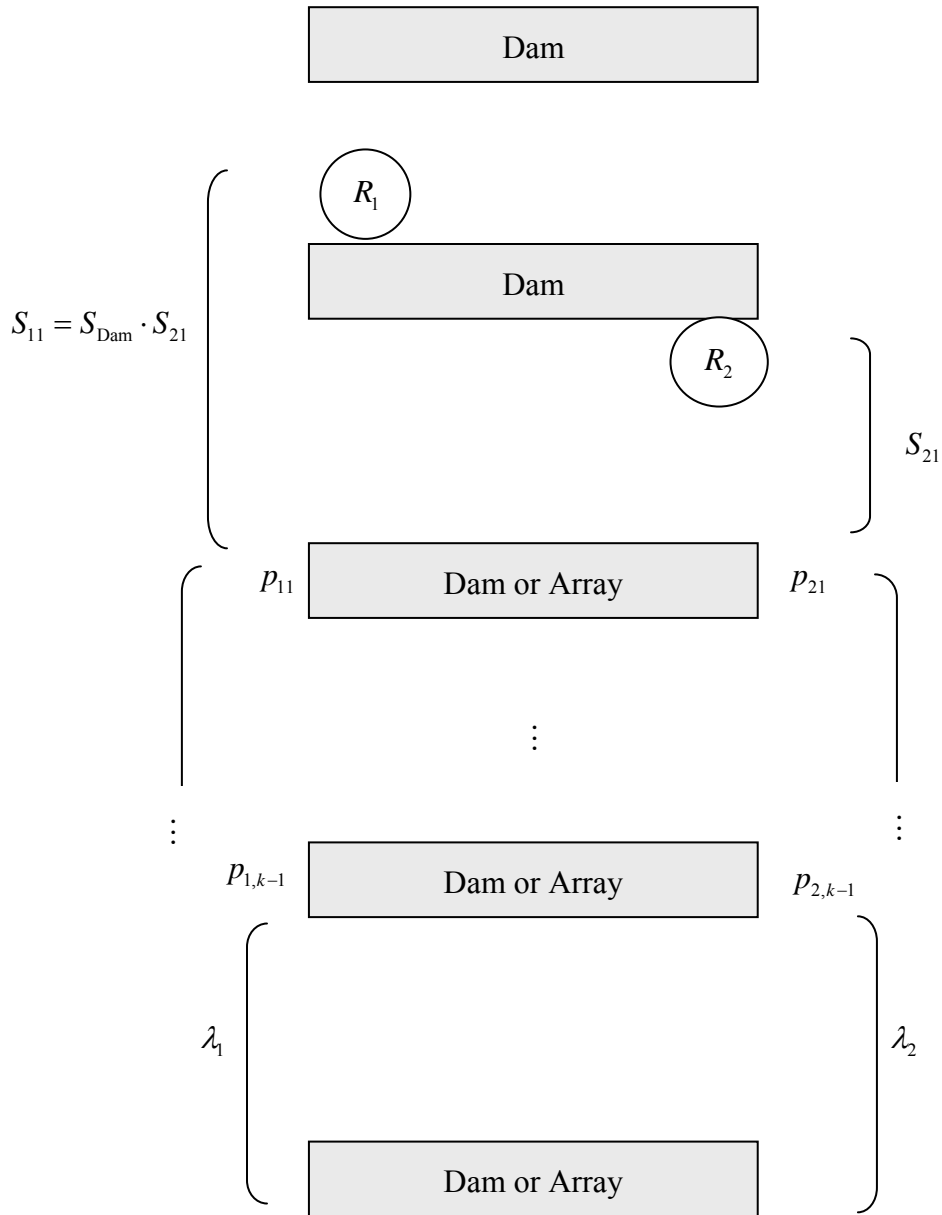 Dam
R₁
Dam
S₁₁ = S_Dam · S₂₁
R₂
S₂₁
p₁₁ Dam or Array p₂₁
⋮
⋮ ⋮
p₁,ₖ₋₁ Dam or Array p₂,ₖ₋₁
λ₁ λ₂
Dam or Array